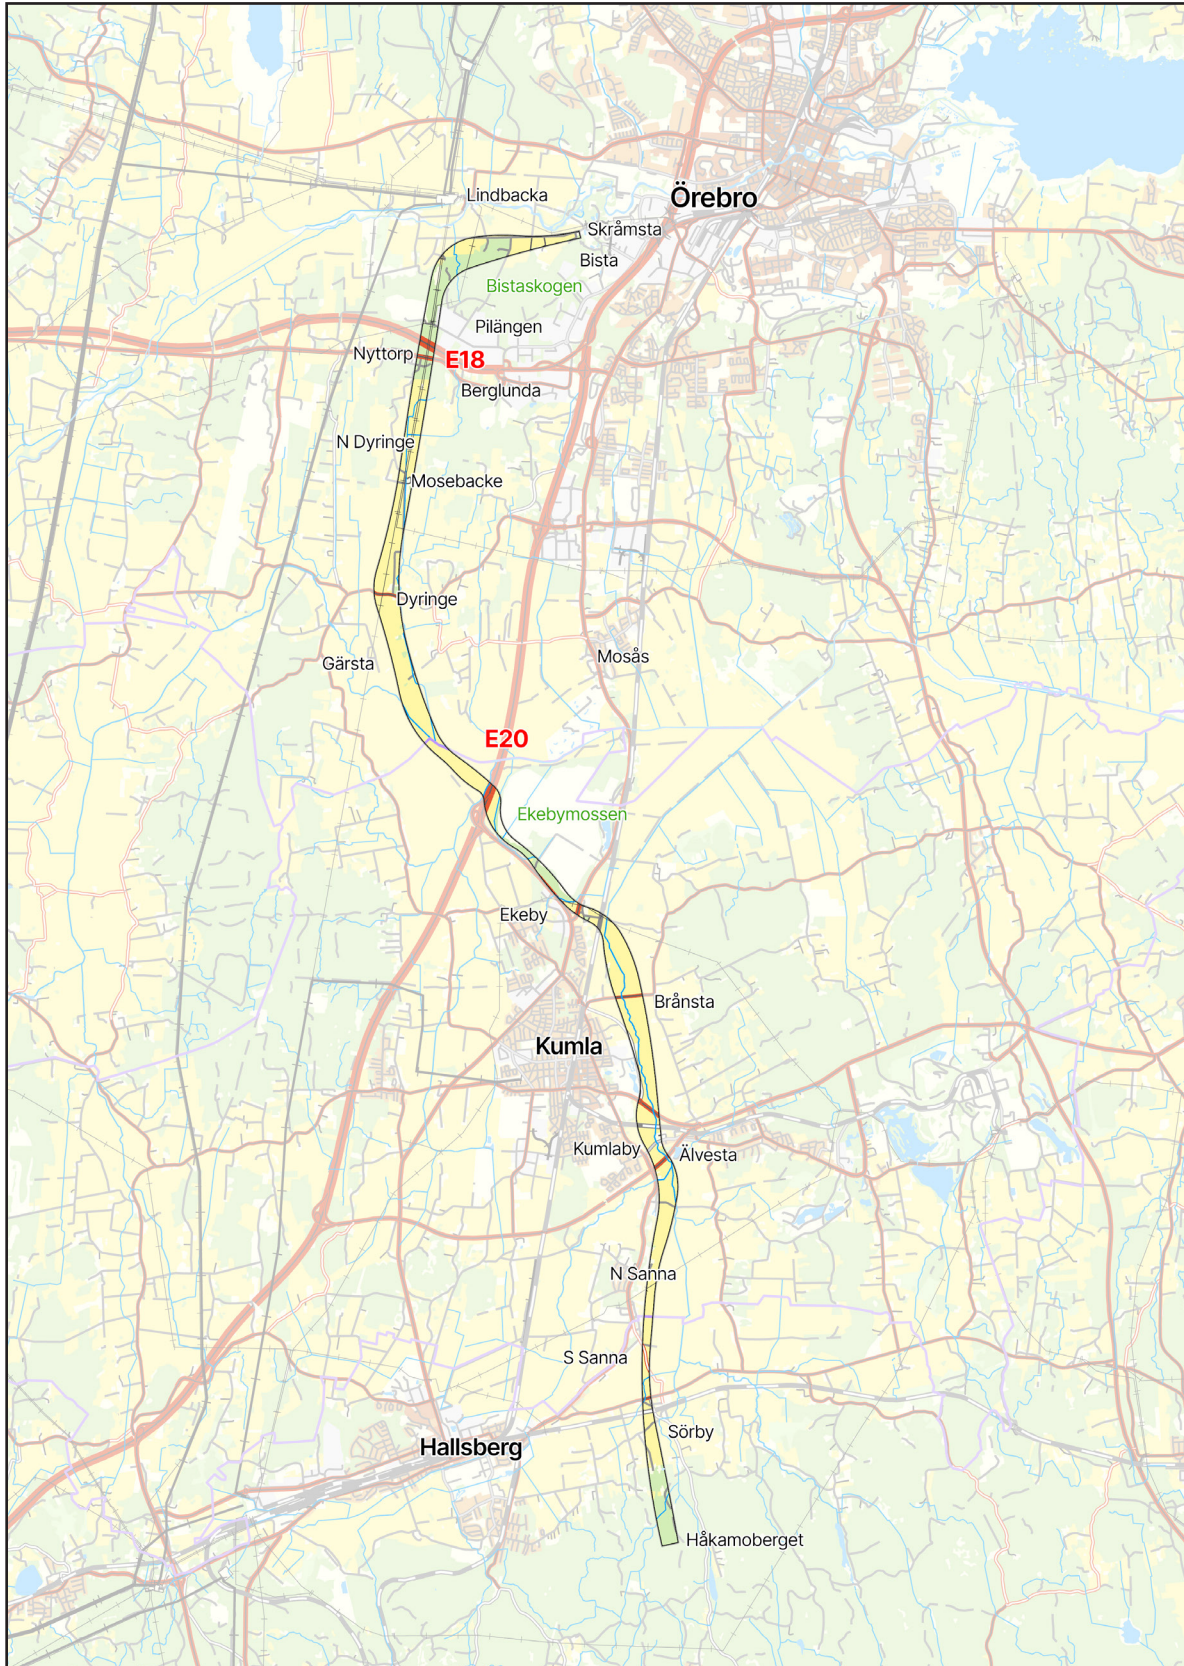 Lindbacka
Örebro
Skråmsta
Bista
Bistaskogen
Pilängen
Nyttorp
E18
Berglunda
N Dyringe
Mosebacke
Dyringe
Mosås
Gärsta
E20
Ekebymossen
Ekeby
Brånsta
Kumla
Kumlaby
Älvesta
N Sanna
S Sanna
Sörby
Hallsberg
Håkamoberget